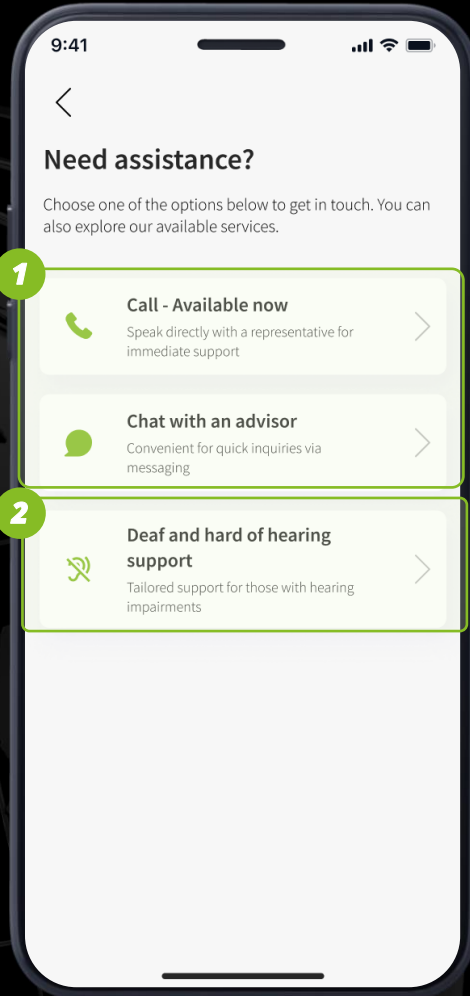 9:41
Need assistance?
Choose one of the options below to get in touch. You can
also explore our available services.
1
Call - Available now
Speak directly with a representative for
immediate support
Chat with an advisor
Convenient for quick inquiries via
messaging
2
Deaf and hard of hearing
support
Tailored support for those with hearing
impairments